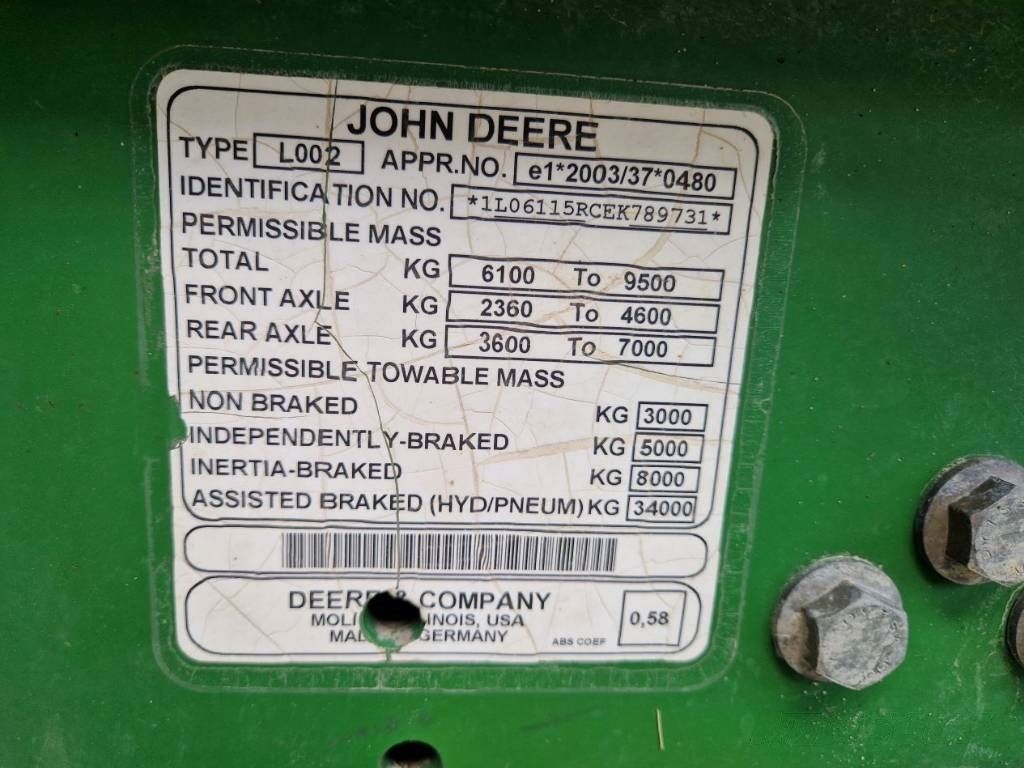 JOHN DEERE
TYPE L002 APPR.NO. e1*2003/37*0480
IDENTIFICATION NO. *1L06115RCEK789731*
PERMISSIBLE MASS
TOTAL KG 6100 To 9500
FRONT AXLE KG 2360 To 4600
REAR AXLE KG 3600 To 7000
PERMISSIBLE TOWABLE MASS
NON BRAKED KG 3000
INDEPENDENTLY-BRAKED KG 5000
INERTIA-BRAKED KG 8000
ASSISTED BRAKED (HYD/PNEUM) KG 34000
DEERE & COMPANY
USA
GERMANY
ABS COEF 0,58